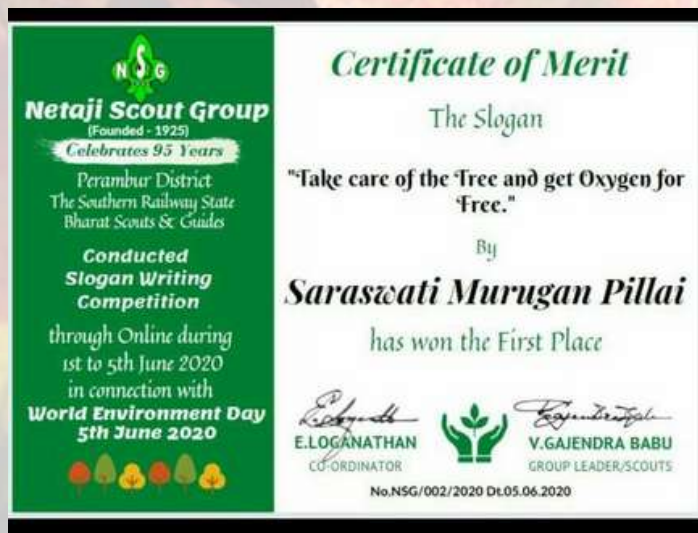 NSG
Netaji Scout Group
(Founded - 1925)
Celebrates 95 Years
Perambur District
The Southern Railway State
Bharat Scouts & Guides
Conducted
Slogan Writing
Competition
through Online during
1st to 5th June 2020
in connection with
World Environment Day
5th June 2020
Certificate of Merit
The Slogan
"Take care of the Tree and get Oxygen for
Free."
By
Saraswati Murugan Pillai
has won the First Place
E.LOGANATHAN
CO-ORDINATOR
V.GAJENDRA BABU
GROUP LEADER/SCOUTS
No.NSG/002/2020 Dt.05.06.2020